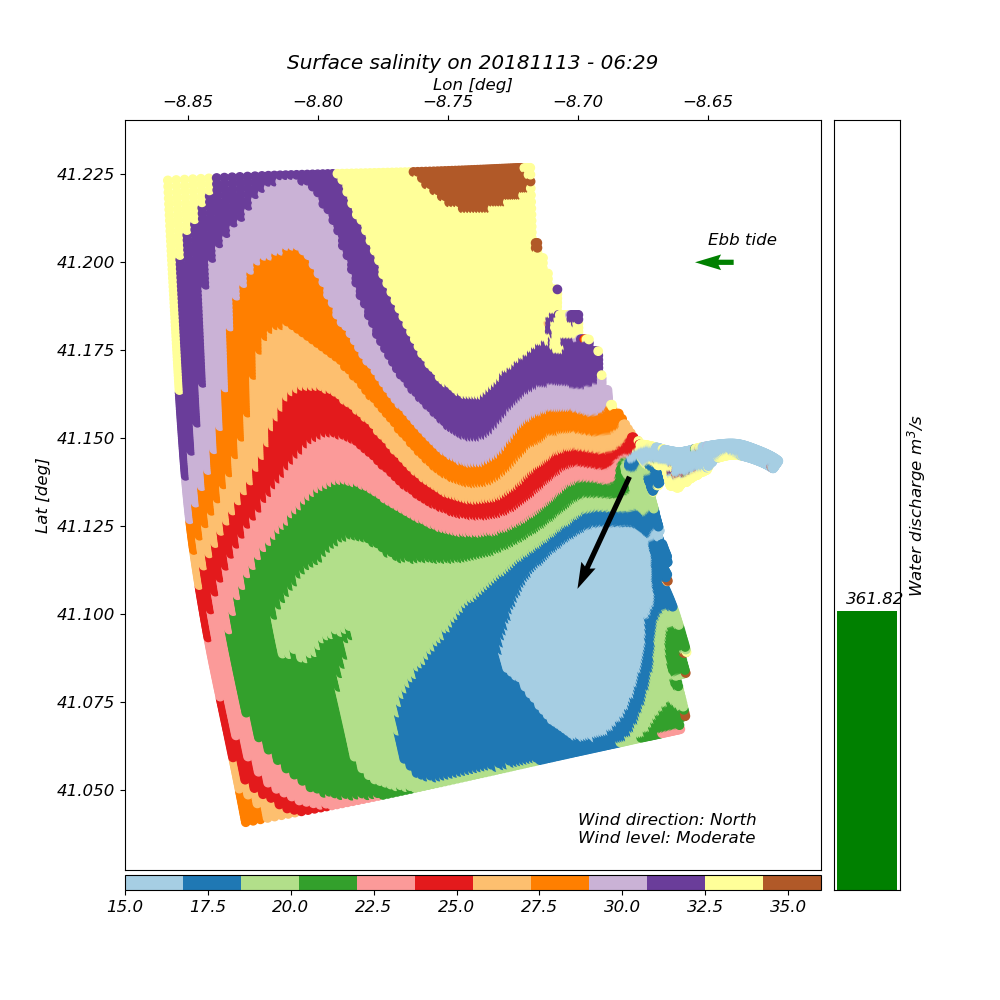 Surface salinity on 20181113 - 06:29
Lon [deg]
−8.85 −8.80 −8.75 −8.70 −8.65
41.225
41.200
41.175
41.150
41.125
41.100
41.075
41.050
Lat [deg]
Ebb tide
Wind direction: North
Wind level: Moderate
361.82
Water discharge m³/s
15.0 17.5 20.0 22.5 25.0 27.5 30.0 32.5 35.0